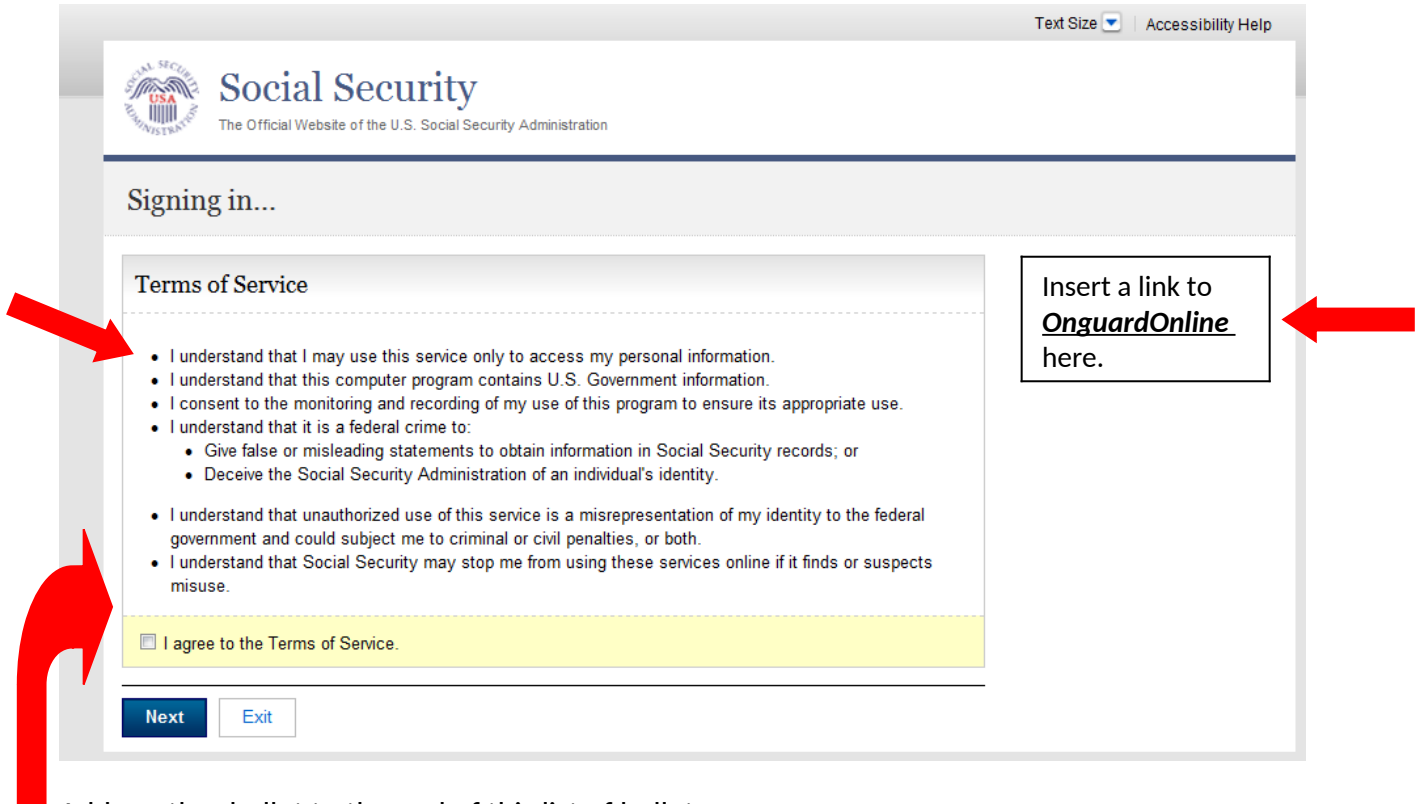 Text Size
Accessibility Help
SOCIAL SECURITY ADMINISTRATION
USA
Social Security
The Official Website of the U.S. Social Security Administration
Signing in...
Terms of Service
• I understand that I may use this service only to access my personal information.
• I understand that this computer program contains U.S. Government information.
• I consent to the monitoring and recording of my use of this program to ensure its appropriate use.
• I understand that it is a federal crime to:
• Give false or misleading statements to obtain information in Social Security records; or
• Deceive the Social Security Administration of an individual's identity.
• I understand that unauthorized use of this service is a misrepresentation of my identity to the federal
government and could subject me to criminal or civil penalties, or both.
• I understand that Social Security may stop me from using these services online if it finds or suspects
misuse.
I agree to the Terms of Service.
Next
Exit
Insert a link to
OnguardOnline
here.